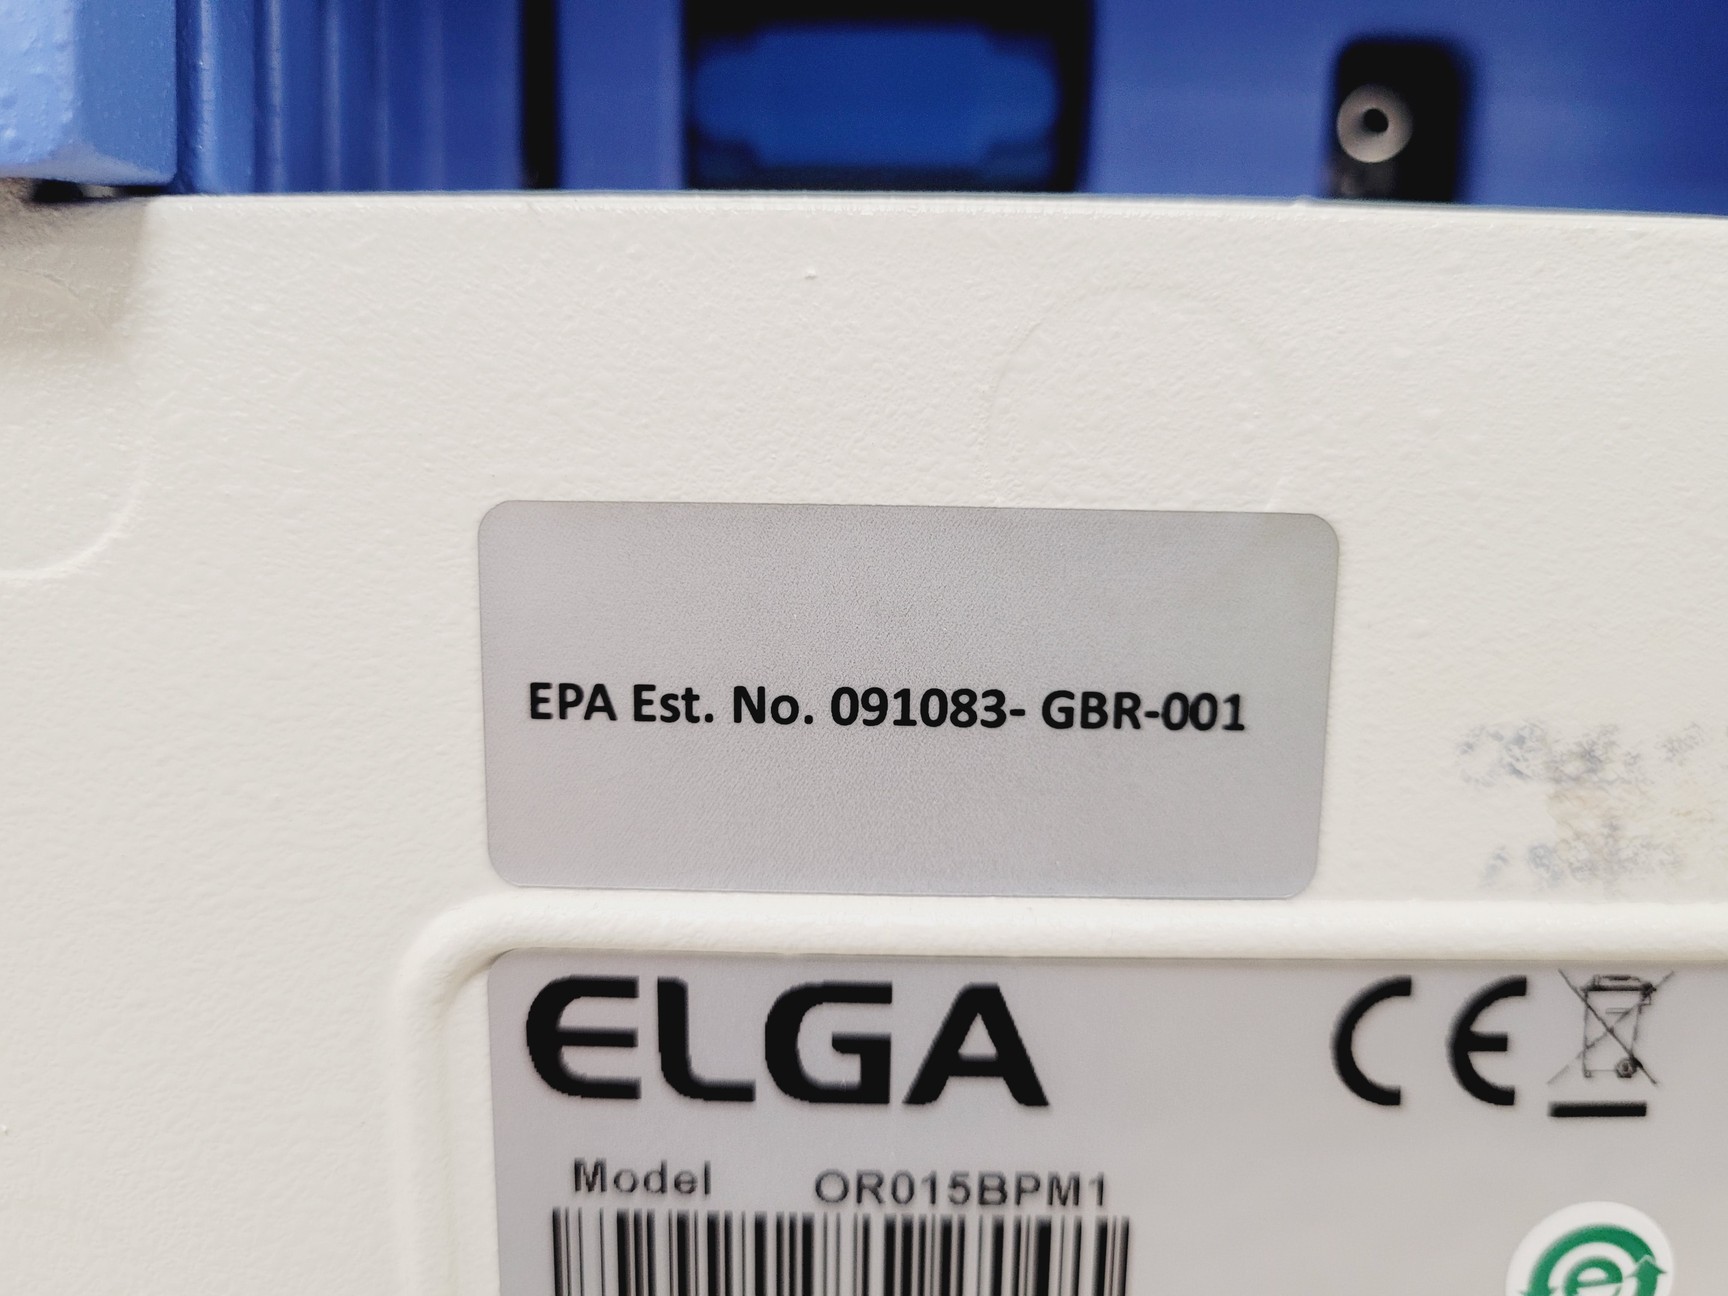 EPA Est. No. 091083- GBR-001
ELGA
CE
Model OR015BPM1
e